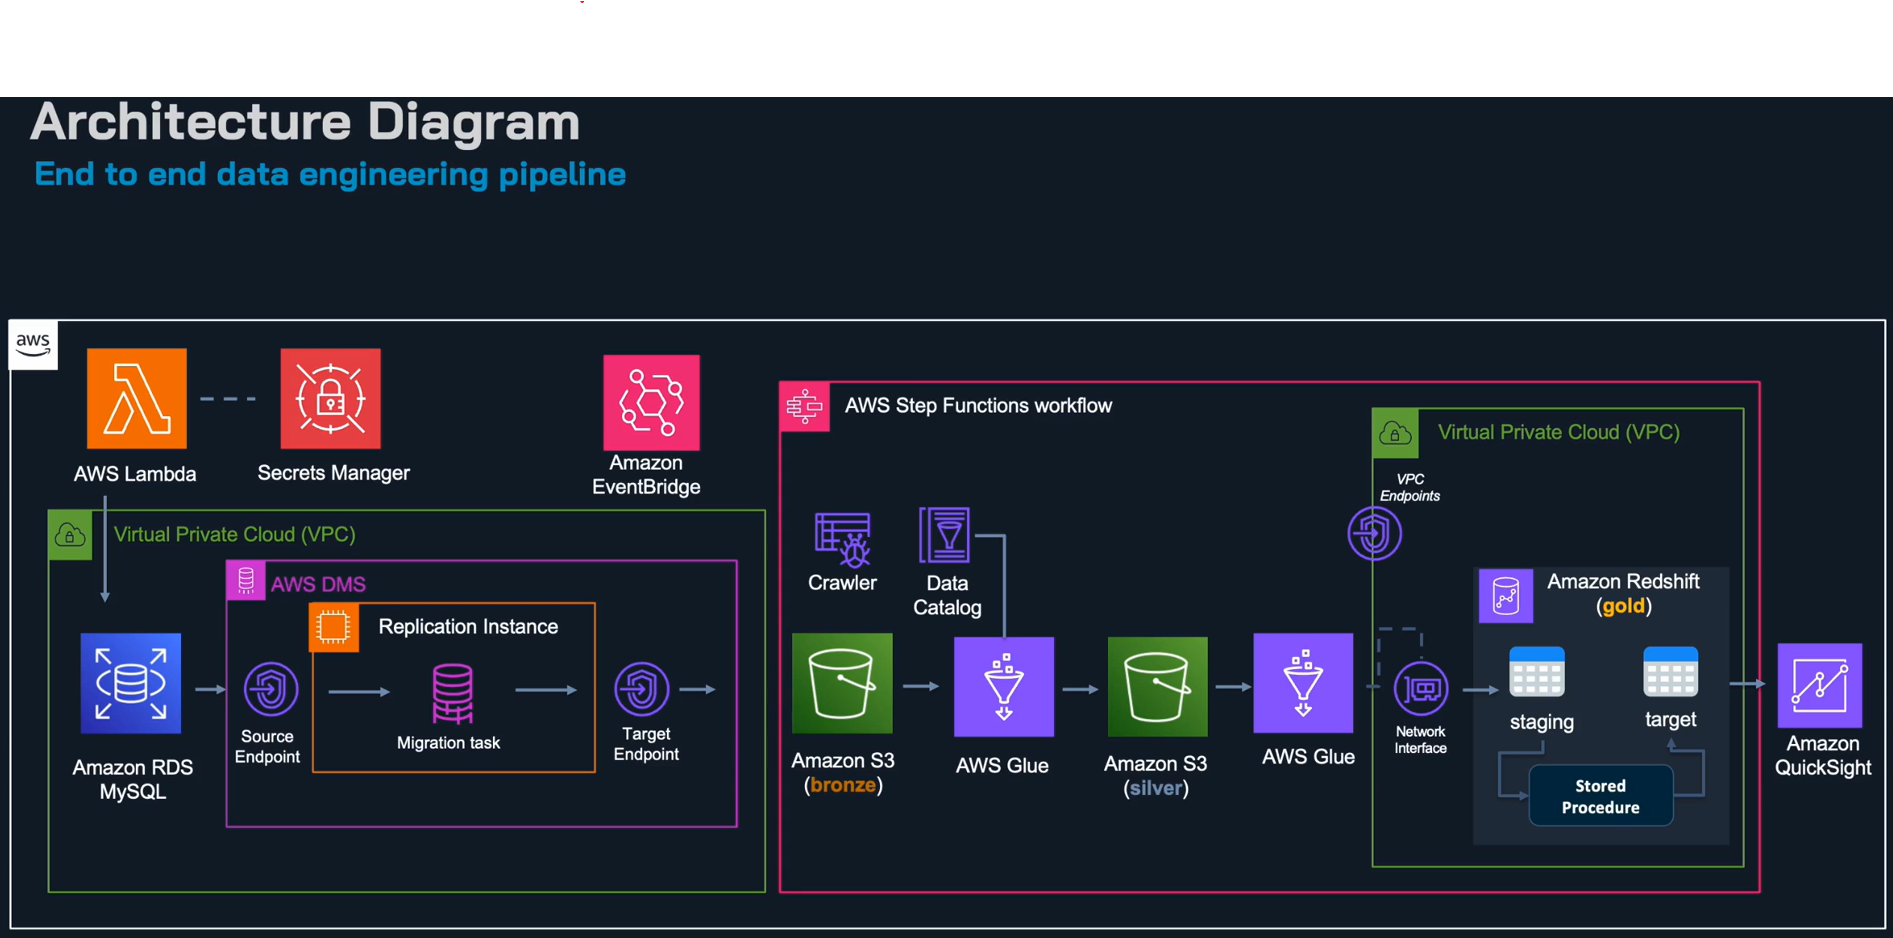 Architecture Diagram
End to end data engineering pipeline
aws
AWS Lambda
Secrets Manager
Amazon
EventBridge
AWS Step Functions workflow
Virtual Private Cloud (VPC)
VPC
Endpoints
Virtual Private Cloud (VPC)
AWS DMS
Replication Instance
Crawler
Data
Catalog
Amazon Redshift
(gold)
Amazon RDS
MySQL
Source
Endpoint
Migration task
Target
Endpoint
Amazon S3
(bronze)
AWS Glue
Amazon S3
(silver)
AWS Glue
Network
Interface
staging
target
Stored
Procedure
Amazon
QuickSight